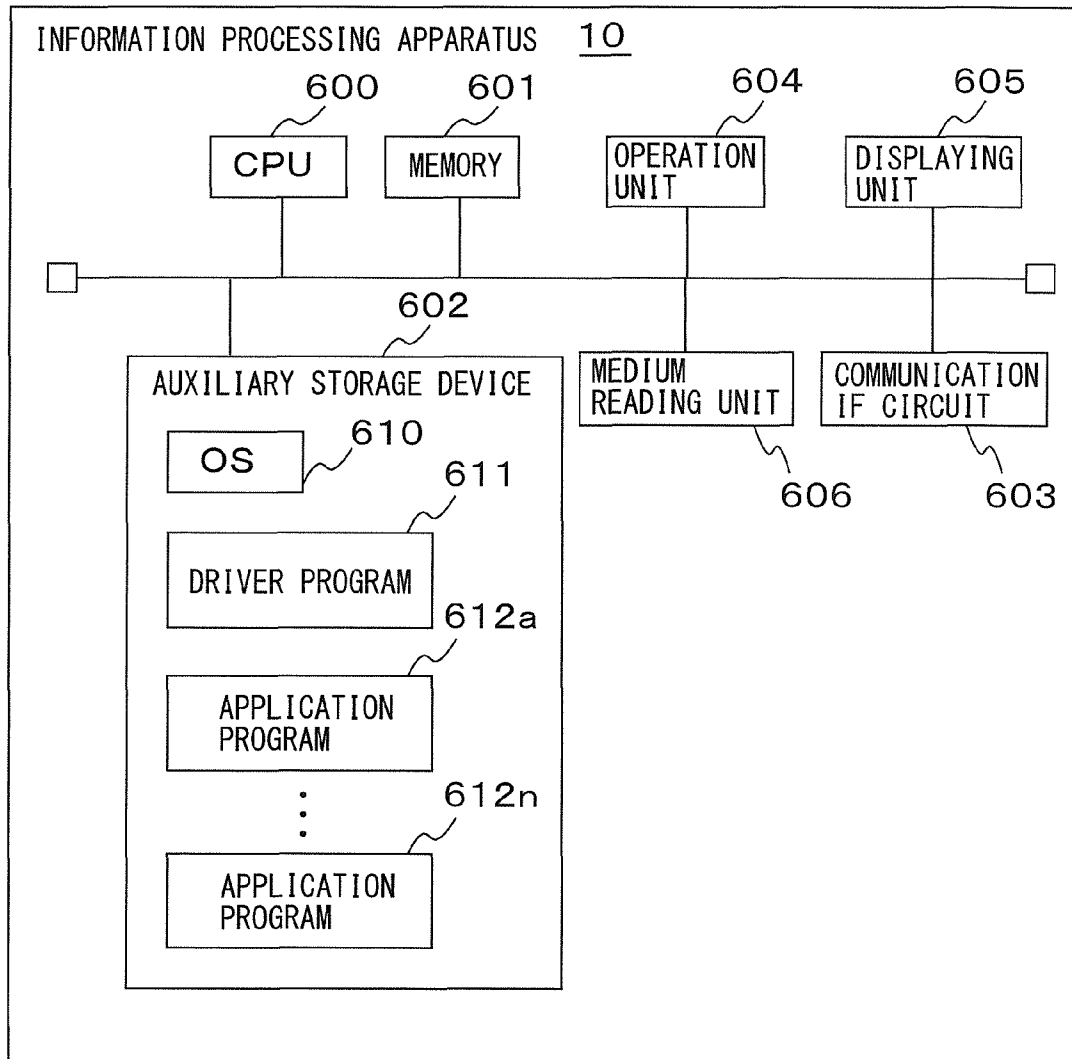 INFORMATION PROCESSING APPARATUS 10
600
601
604
605
CPU
MEMORY
OPERATION
UNIT
DISPLAYING
UNIT
602
AUXILIARY STORAGE DEVICE
MEDIUM
READING UNIT
COMMUNICATION
IF CIRCUIT
606
603
OS
610
611
DRIVER PROGRAM
612a
APPLICATION
PROGRAM
612n
APPLICATION
PROGRAM